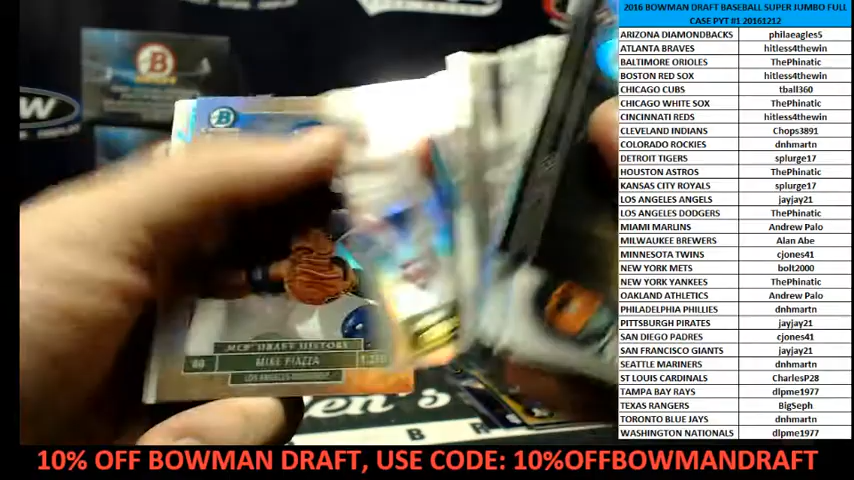 2016 BOWMAN DRAFT BASEBALL SUPER JUMBO FULL
CASE PYT #1 20161212
ARIZONA DIAMONDBACKS philaeagles5
ATLANTA BRAVES hitless4thewin
BALTIMORE ORIOLES ThePhinatic
BOSTON RED SOX hitless4thewin
CHICAGO CUBS tball360
CHICAGO WHITE SOX ThePhinatic
CINCINNATI REDS hitless4thewin
CLEVELAND INDIANS Chops3891
COLORADO ROCKIES dnhmartn
DETROIT TIGERS splurge17
HOUSTON ASTROS ThePhinatic
KANSAS CITY ROYALS splurge17
LOS ANGELES ANGELS jayjay21
LOS ANGELES DODGERS ThePhinatic
MIAMI MARLINS Andrew Palo
MILWAUKEE BREWERS Alan Abe
MINNESOTA TWINS cjones41
NEW YORK METS bolt2000
NEW YORK YANKEES ThePhinatic
OAKLAND ATHLETICS Andrew Palo
PHILADELPHIA PHILLIES dnhmartn
PITTSBURGH PIRATES jayjay21
SAN DIEGO PADRES cjones41
SAN FRANCISCO GIANTS jayjay21
SEATTLE MARINERS dnhmartn
ST LOUIS CARDINALS CharlesP28
TAMPA BAY RAYS dlpme1977
TEXAS RANGERS BigSeph
TORONTO BLUE JAYS dnhmartn
WASHINGTON NATIONALS dlpme1977
B
W
B
MLB DRAFT HISTORY
MIKE PIAZZA
LOS ANGELES DODGERS
en's
B R
10% OFF BOWMAN DRAFT, USE CODE: 10%OFFBOWMANDRAFT